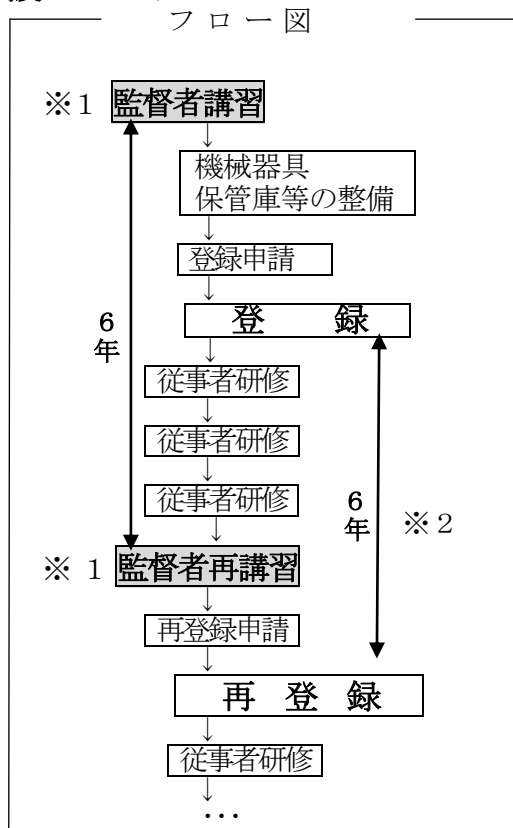 フロー図
※1 監督者講習
機械器具
保管庫等の整備
登録申請
登 録
6年
従事者研修
従事者研修
従事者研修
6年 ※2
※1 監督者再講習
再登録申請
再 登 録
従事者研修
…